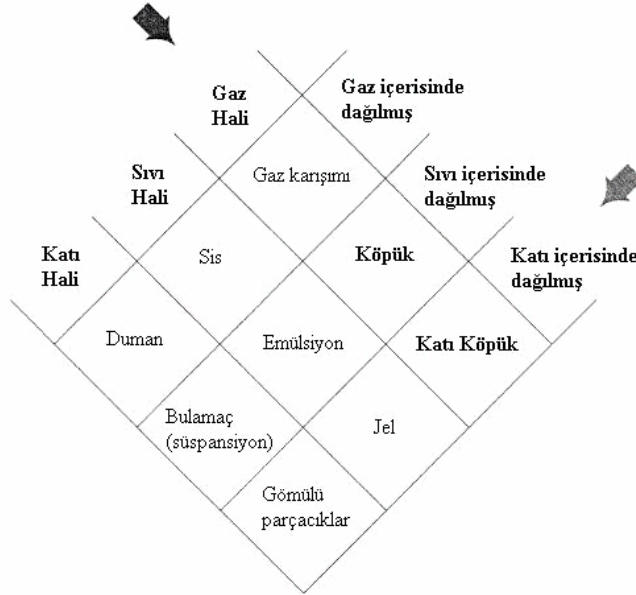 Gaz
Hali
Gaz içerisinde
dağılmış
Sıvı
Hali
Gaz karışımı
Sıvı içerisinde
dağılmış
Katı
Hali
Sis
Köpük
Katı içerisinde
dağılmış
Duman
Emülsiyon
Katı Köpük
Bulamaç
(süspansiyon)
Jel
Gömülü
parçacıklar